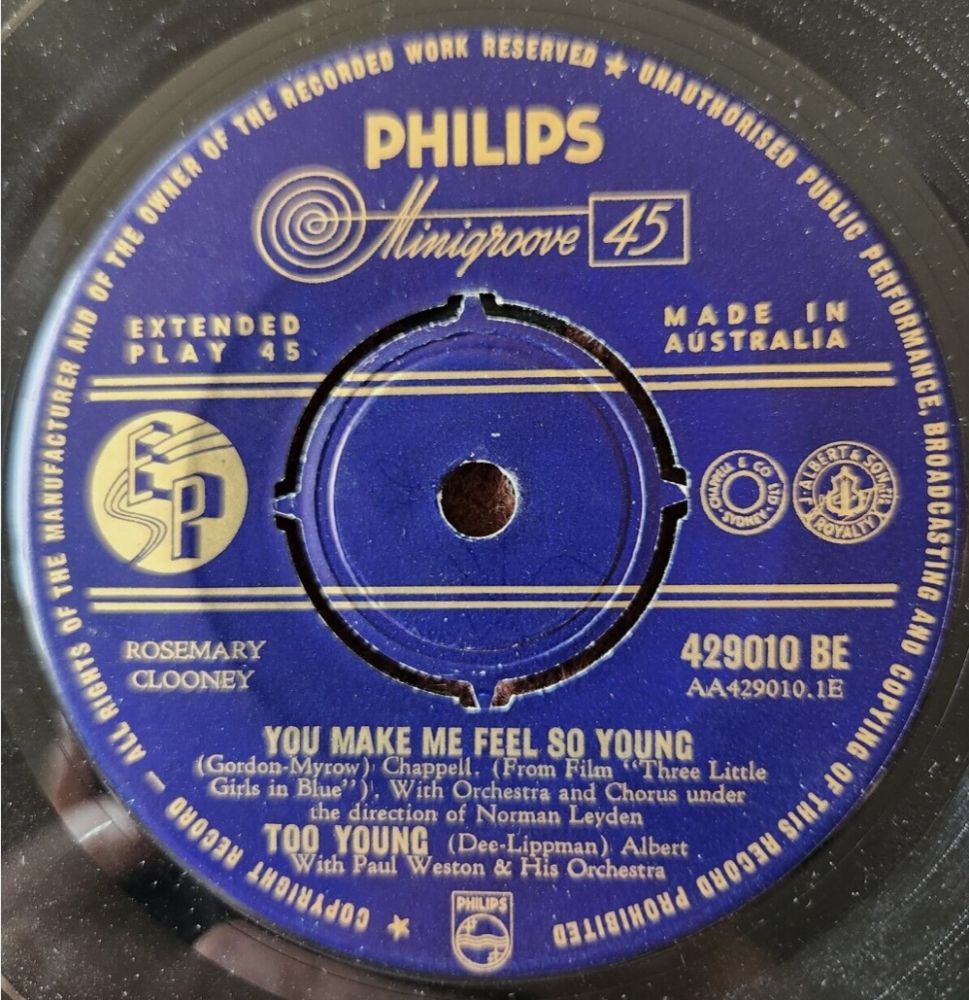 COPYRIGHT RECORD — ALL RIGHTS OF THE MANUFACTURER AND OF THE OWNER OF THE RECORDED WORK RESERVED ★ UNAUTHORISED PUBLIC PERFORMANCE, BROADCASTING AND COPYING OF THIS RECORD PROHIBITED ★
PHILIPS
Minigroove 45
EXTENDED
PLAY 45
MADE IN
AUSTRALIA
ESP
CHAPPELL & CO LTD
SYDNEY
J. ALBERT & SON
ROYALTY
ROSEMARY
CLOONEY
429010 BE
AA429010.1E
YOU MAKE ME FEEL SO YOUNG
(Gordon-Myrow) Chappell. (From Film “Three Little
Girls in Blue”). With Orchestra and Chorus under
the direction of Norman Leyden
TOO YOUNG (Dee-Lippman) Albert
With Paul Weston & His Orchestra
PHILIPS